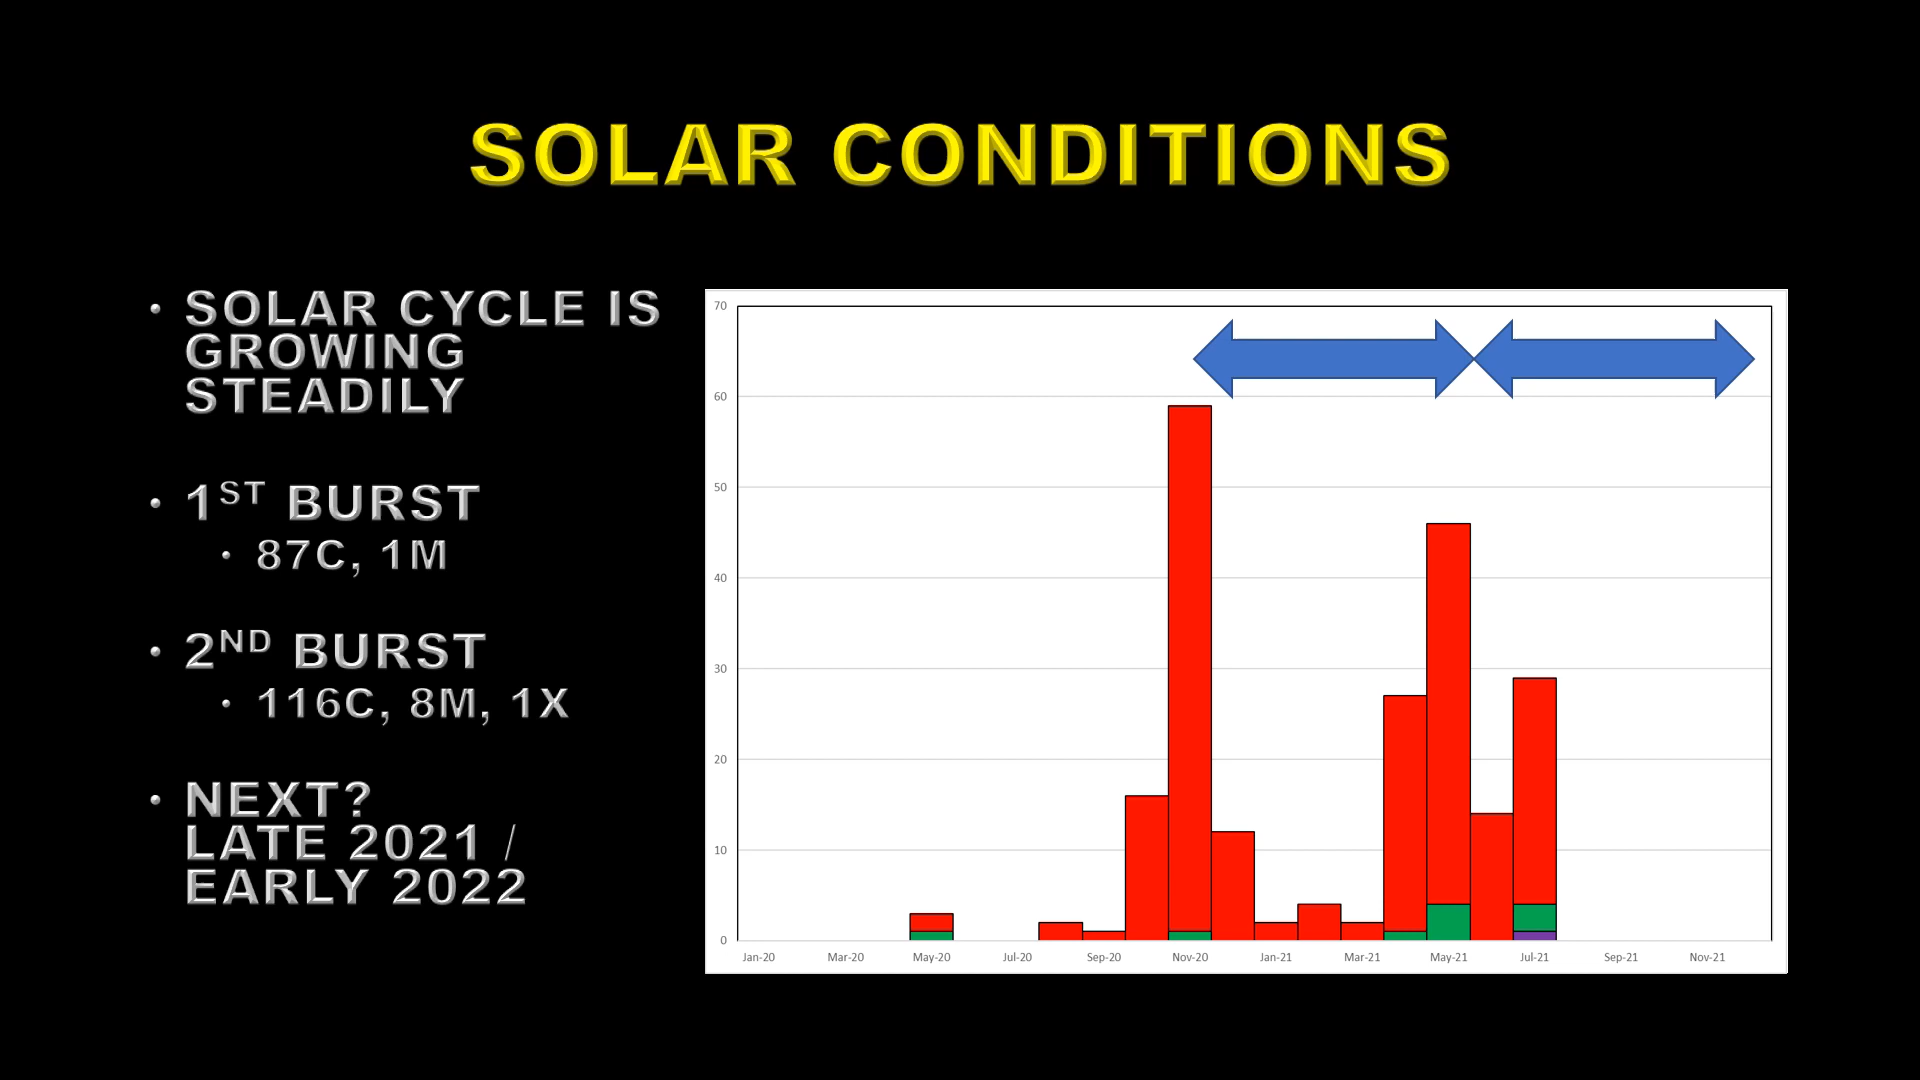 SOLAR CONDITIONS
• SOLAR CYCLE IS
GROWING
STEADILY
• 1ST BURST
• 87C, 1M
• 2ND BURST
• 116C, 8M, 1X
• NEXT?
LATE 2021 /
EARLY 2022
70
60
50
40
30
20
10
0
Jan-20 Mar-20 May-20 Jul-20 Sep-20 Nov-20 Jan-21 Mar-21 May-21 Jul-21 Sep-21 Nov-21